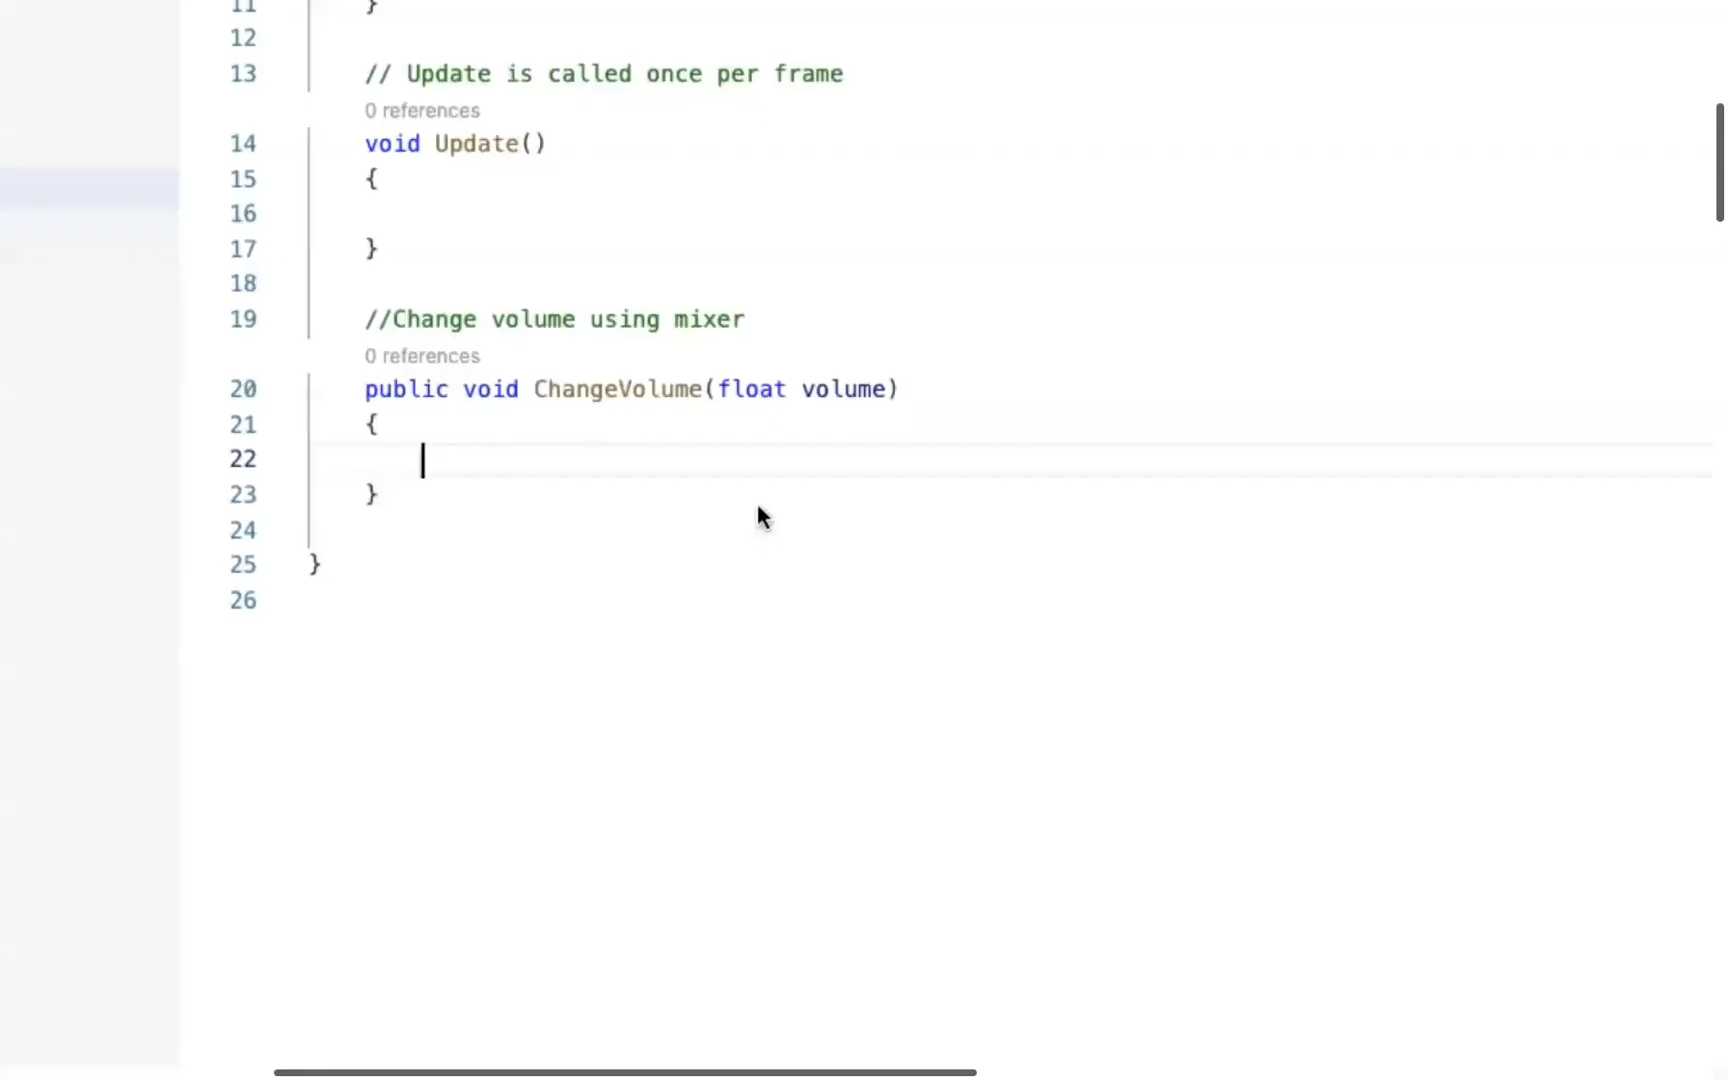 11 }
12
13 // Update is called once per frame
0 references
14 void Update()
15 {
16
17 }
18
19 //Change volume using mixer
0 references
20 public void ChangeVolume(float volume)
21 {
22
23 }
24
25 }
26